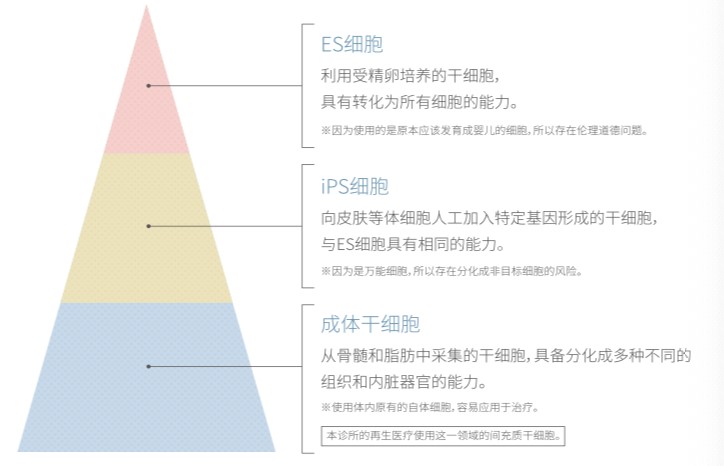 ES细胞
利用受精卵培养的干细胞，
具有转化为所有细胞的能力。
※因为使用的是原本应该发育成婴儿的细胞，所以存在伦理道德问题。
iPS细胞
向皮肤等体细胞人工加入特定基因形成的干细胞，
与ES细胞具有相同的能力。
※因为是万能细胞，所以存在分化成非目标细胞的风险。
成体干细胞
从骨髓和脂肪中采集的干细胞，具备分化成多种不同的
组织和内脏器官的能力。
※使用体内原有的自体细胞，容易应用于治疗。
本诊所的再生医疗使用这一领域的间充质干细胞。